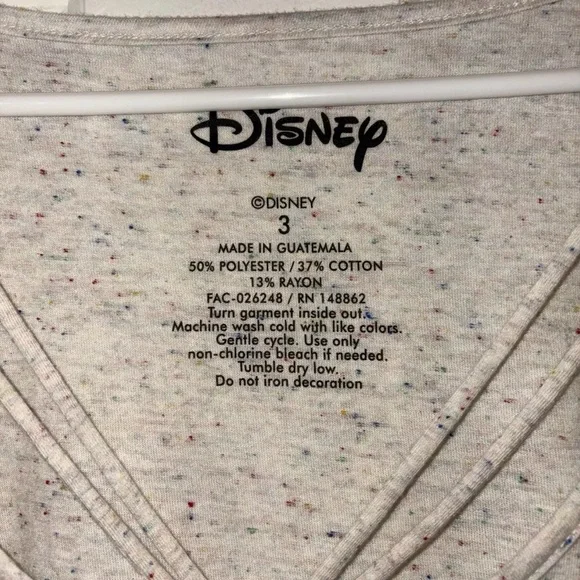 Disney
©DISNEY
3
MADE IN GUATEMALA
50% POLYESTER / 37% COTTON
13% RAYON
FAC-026248 / RN 148862
Turn garment inside out.
Machine wash cold with like colors.
Gentle cycle. Use only
non-chlorine bleach if needed.
Tumble dry low.
Do not iron decoration